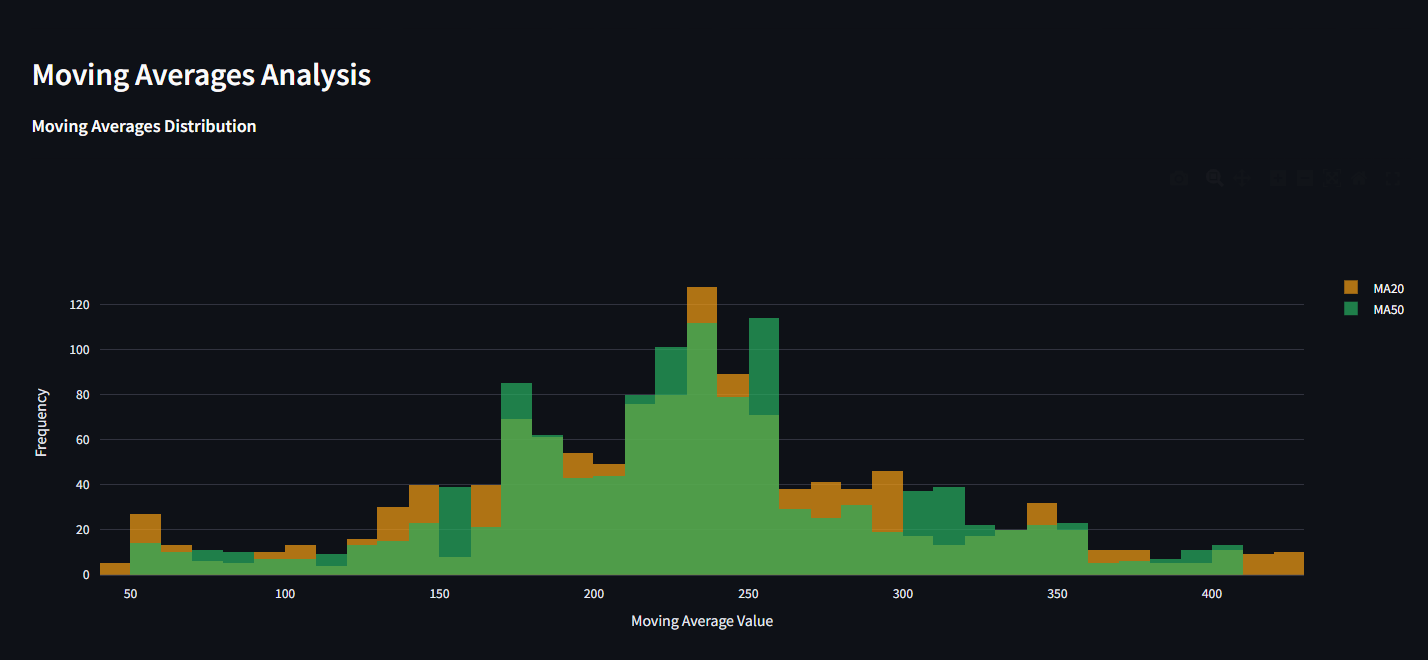 Moving Averages Analysis
Moving Averages Distribution
MA20
MA50
120
100
80
60
40
20
0
Frequency
50 100 150 200 250 300 350 400
Moving Average Value